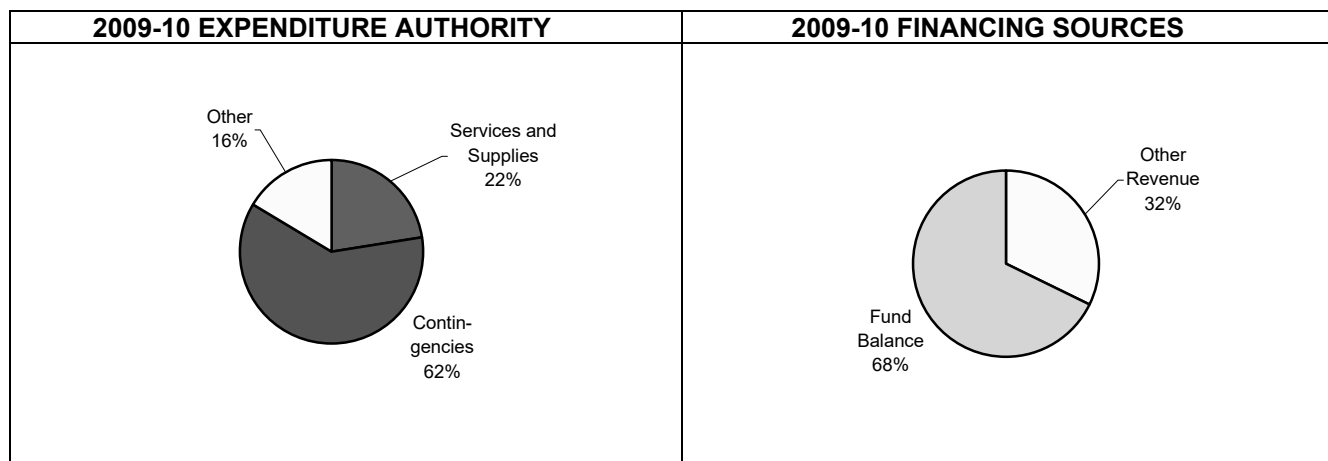 2009-10 EXPENDITURE AUTHORITY
2009-10 FINANCING SOURCES
Other
16%
Services and
Supplies
22%
Contin-
gencies
62%
Other
Revenue
32%
Fund
Balance
68%